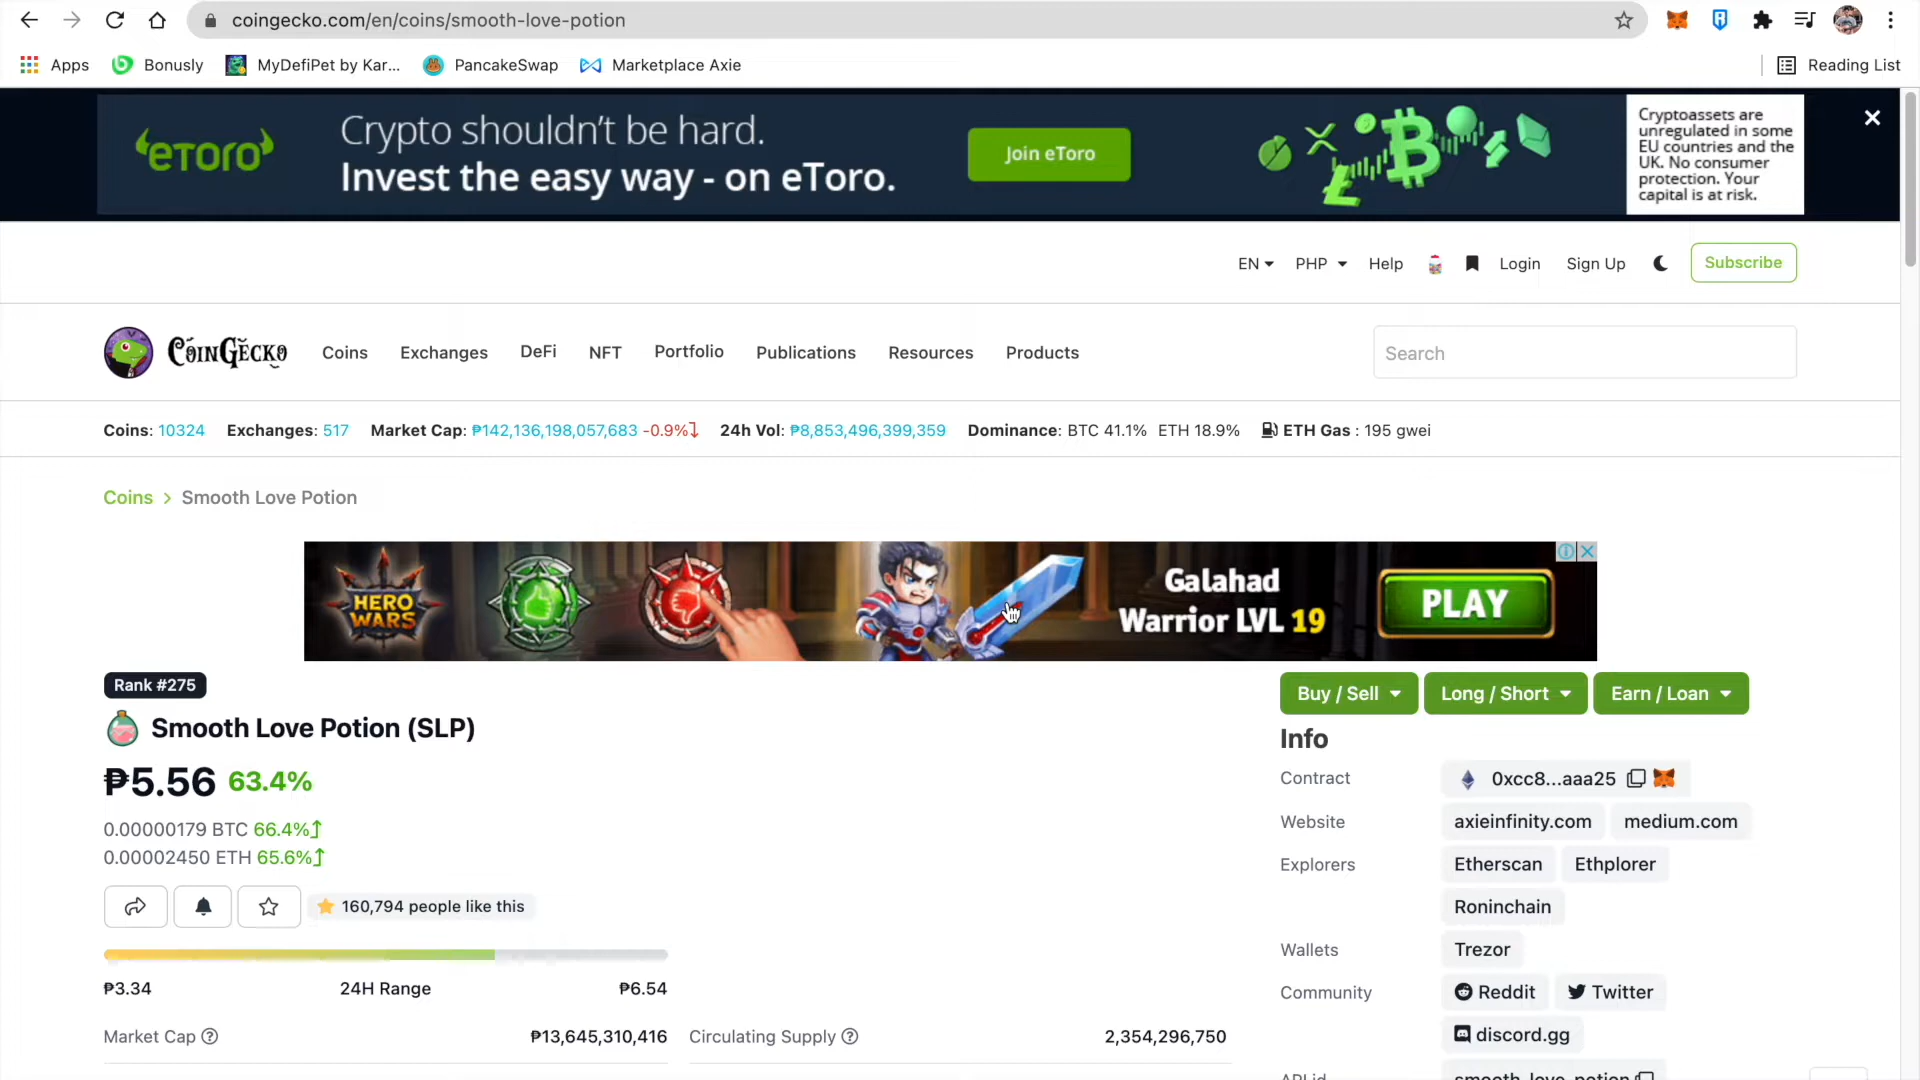 coingecko.com/en/coins/smooth-love-potion
Apps Bonusly MyDefiPet by Kar... PancakeSwap Marketplace Axie Reading List
eToro
Crypto shouldn't be hard.
Invest the easy way - on eToro.
Join eToro
Cryptoassets are
unregulated in some
EU countries and the
UK. No consumer
protection. Your
capital is at risk.
EN PHP Help Login Sign Up Subscribe
CoinGecko Coins Exchanges DeFi NFT Portfolio Publications Resources Products Search
Coins: 10324 Exchanges: 517 Market Cap: ₱142,136,198,057,683 -0.9% 24h Vol: ₱8,853,496,399,359 Dominance: BTC 41.1% ETH 18.9% ETH Gas : 195 gwei
Coins > Smooth Love Potion
HERO
WARS
Galahad
Warrior LVL 19
PLAY
Rank #275
Smooth Love Potion (SLP)
₱5.56 63.4%
0.00000179 BTC 66.4%
0.00002450 ETH 65.6%
160,794 people like this
₱3.34 24H Range ₱6.54
Market Cap ₱13,645,310,416 Circulating Supply 2,354,296,750
Buy / Sell Long / Short Earn / Loan
Info
Contract 0xcc8...aaa25
Website axieinfinity.com medium.com
Explorers Etherscan Ethplorer
Roninchain
Wallets Trezor
Community Reddit Twitter
discord.gg
API id smooth-love-potion